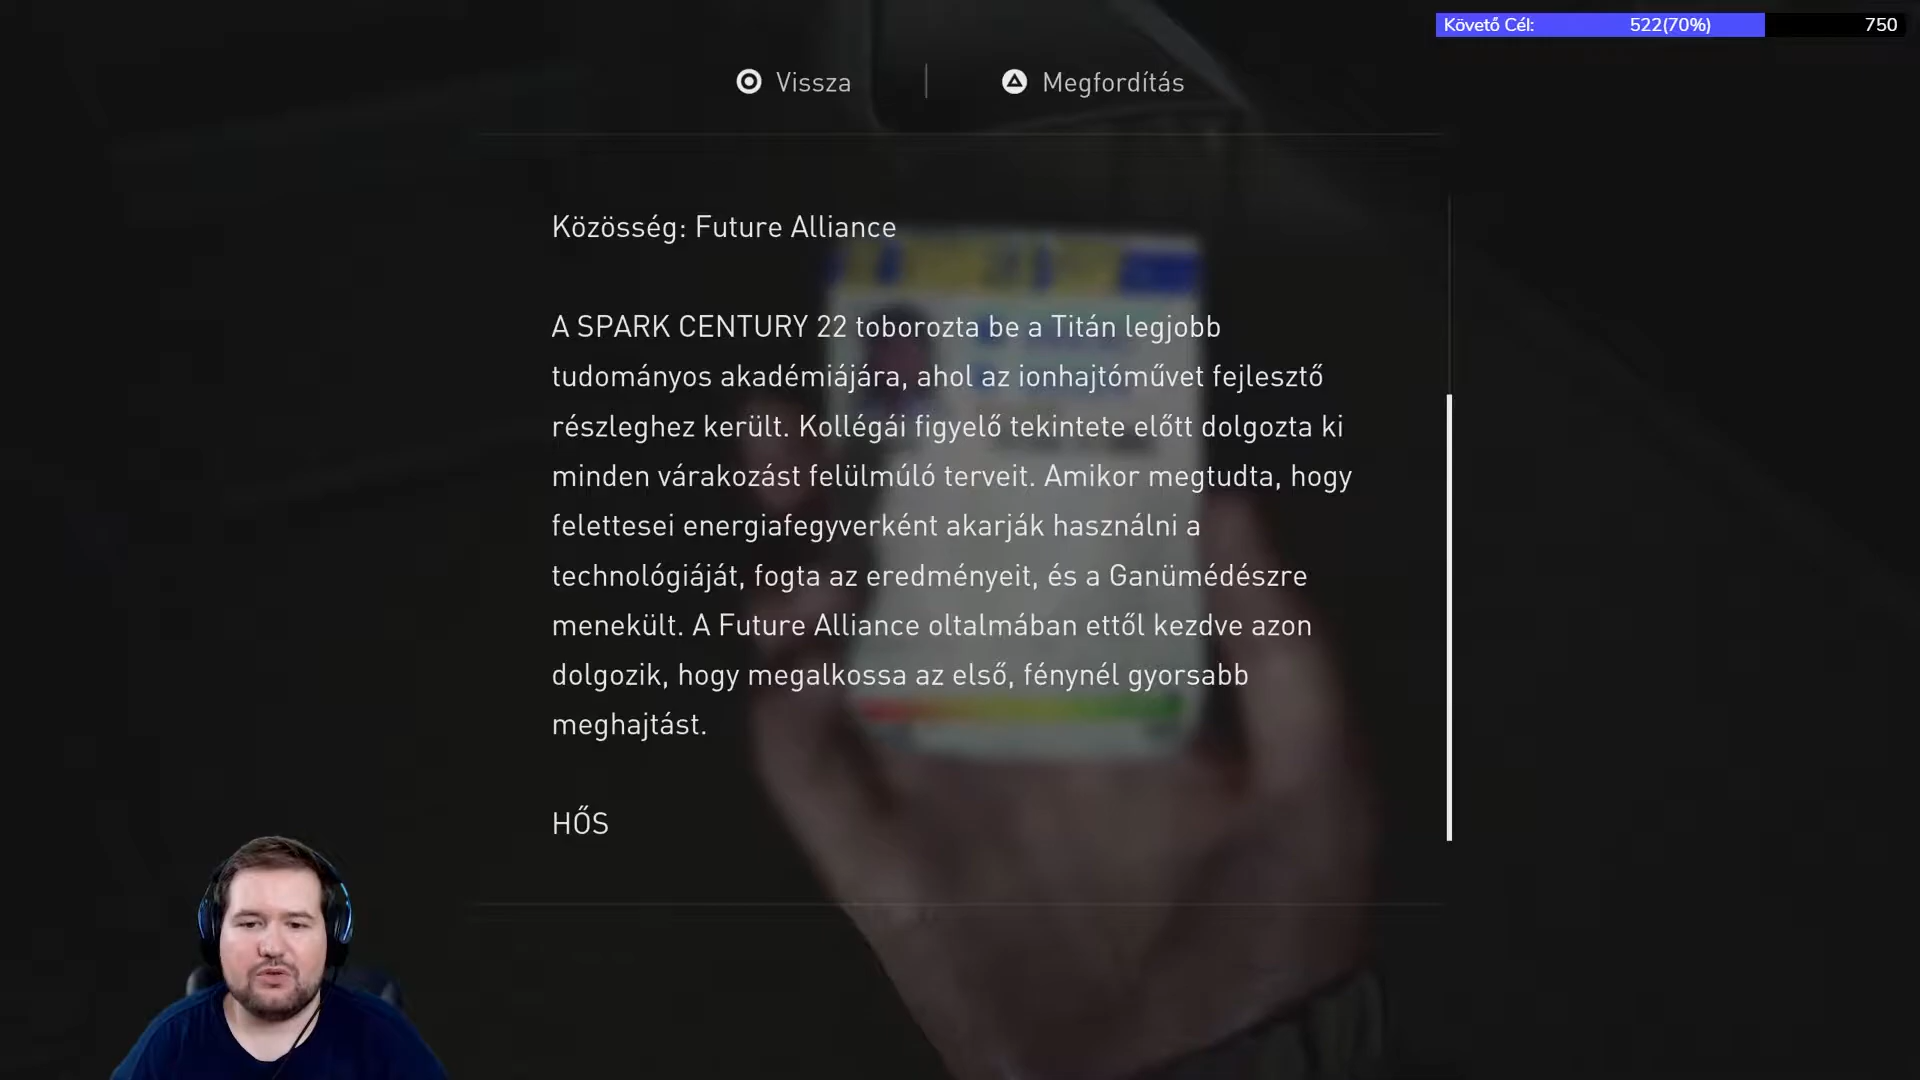 Követő Cél: 522(70%) 750
Vissza | Megfordítás
Közösség: Future Alliance
A SPARK CENTURY 22 toborozta be a Titán legjobb
tudományos akadémiájára, ahol az ionhajtóművet fejlesztő
részleghez került. Kollégái figyelő tekintete előtt dolgozta ki
minden várakozást felülmúló terveit. Amikor megtudta, hogy
felettesei energiafegyverként akarják használni a
technológiáját, fogta az eredményeit, és a Ganümédészre
menekült. A Future Alliance oltalmában ettől kezdve azon
dolgozik, hogy megalkossa az első, fénynél gyorsabb
meghajtást.
HŐS